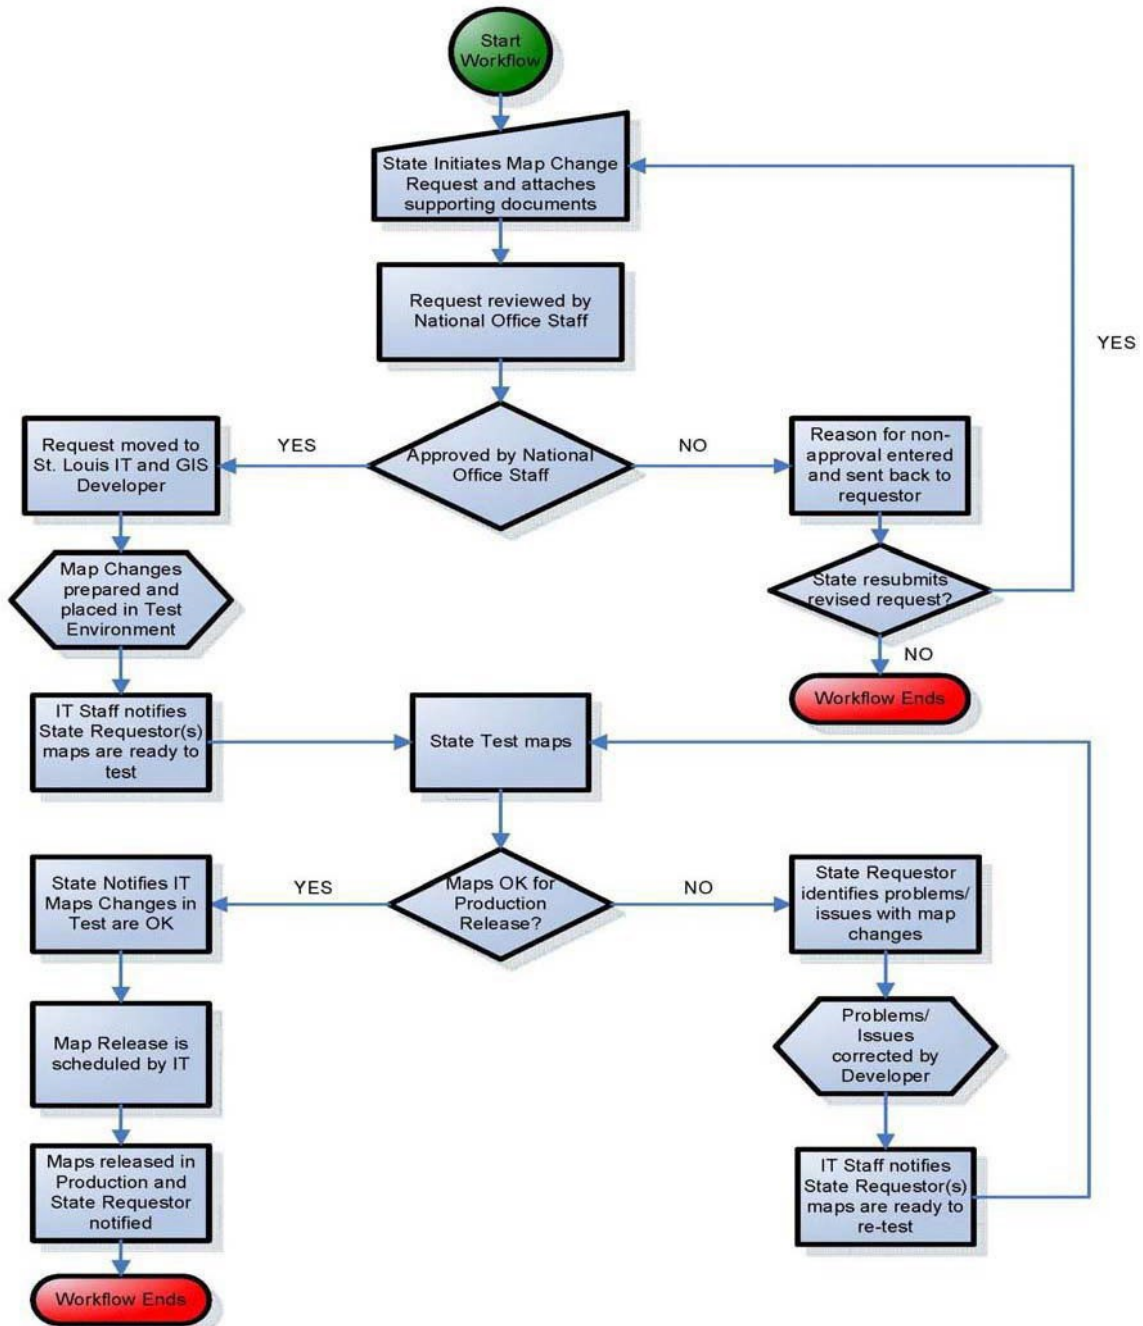 Start
Workflow
State Initiates Map Change
Request and attaches
supporting documents
Request reviewed by
National Office Staff
YES
Request moved to
St. Louis IT and GIS
Developer
YES
Approved by National
Office Staff
NO
Reason for non-
approval entered
and sent back to
requestor
Map Changes
prepared and
placed in Test
Environment
State resubmits
revised request?
NO
Workflow Ends
IT Staff notifies
State Requestor(s)
maps are ready to
test
State Test maps
State Notifies IT
Maps Changes in
Test are OK
YES
Maps OK for
Production
Release?
NO
State Requestor
identifies problems/
issues with map
changes
Map Release is
scheduled by IT
Problems/
Issues
corrected by
Developer
Maps released in
Production and
State Requestor
notified
IT Staff notifies
State Requestor(s)
maps are ready to
re-test
Workflow Ends